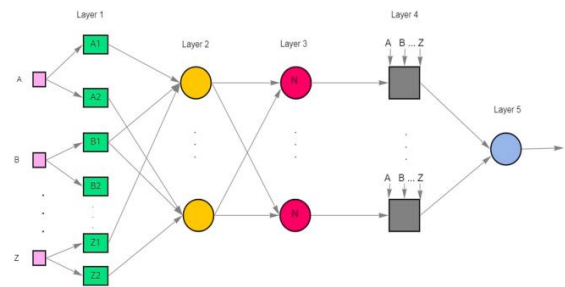 Layer 1
Layer 4
Layer 2
Layer 3
A B ... Z
A1
A
N
A2
Layer 5
B1
B
B2
A B ... Z
N
Z1
Z
Z2